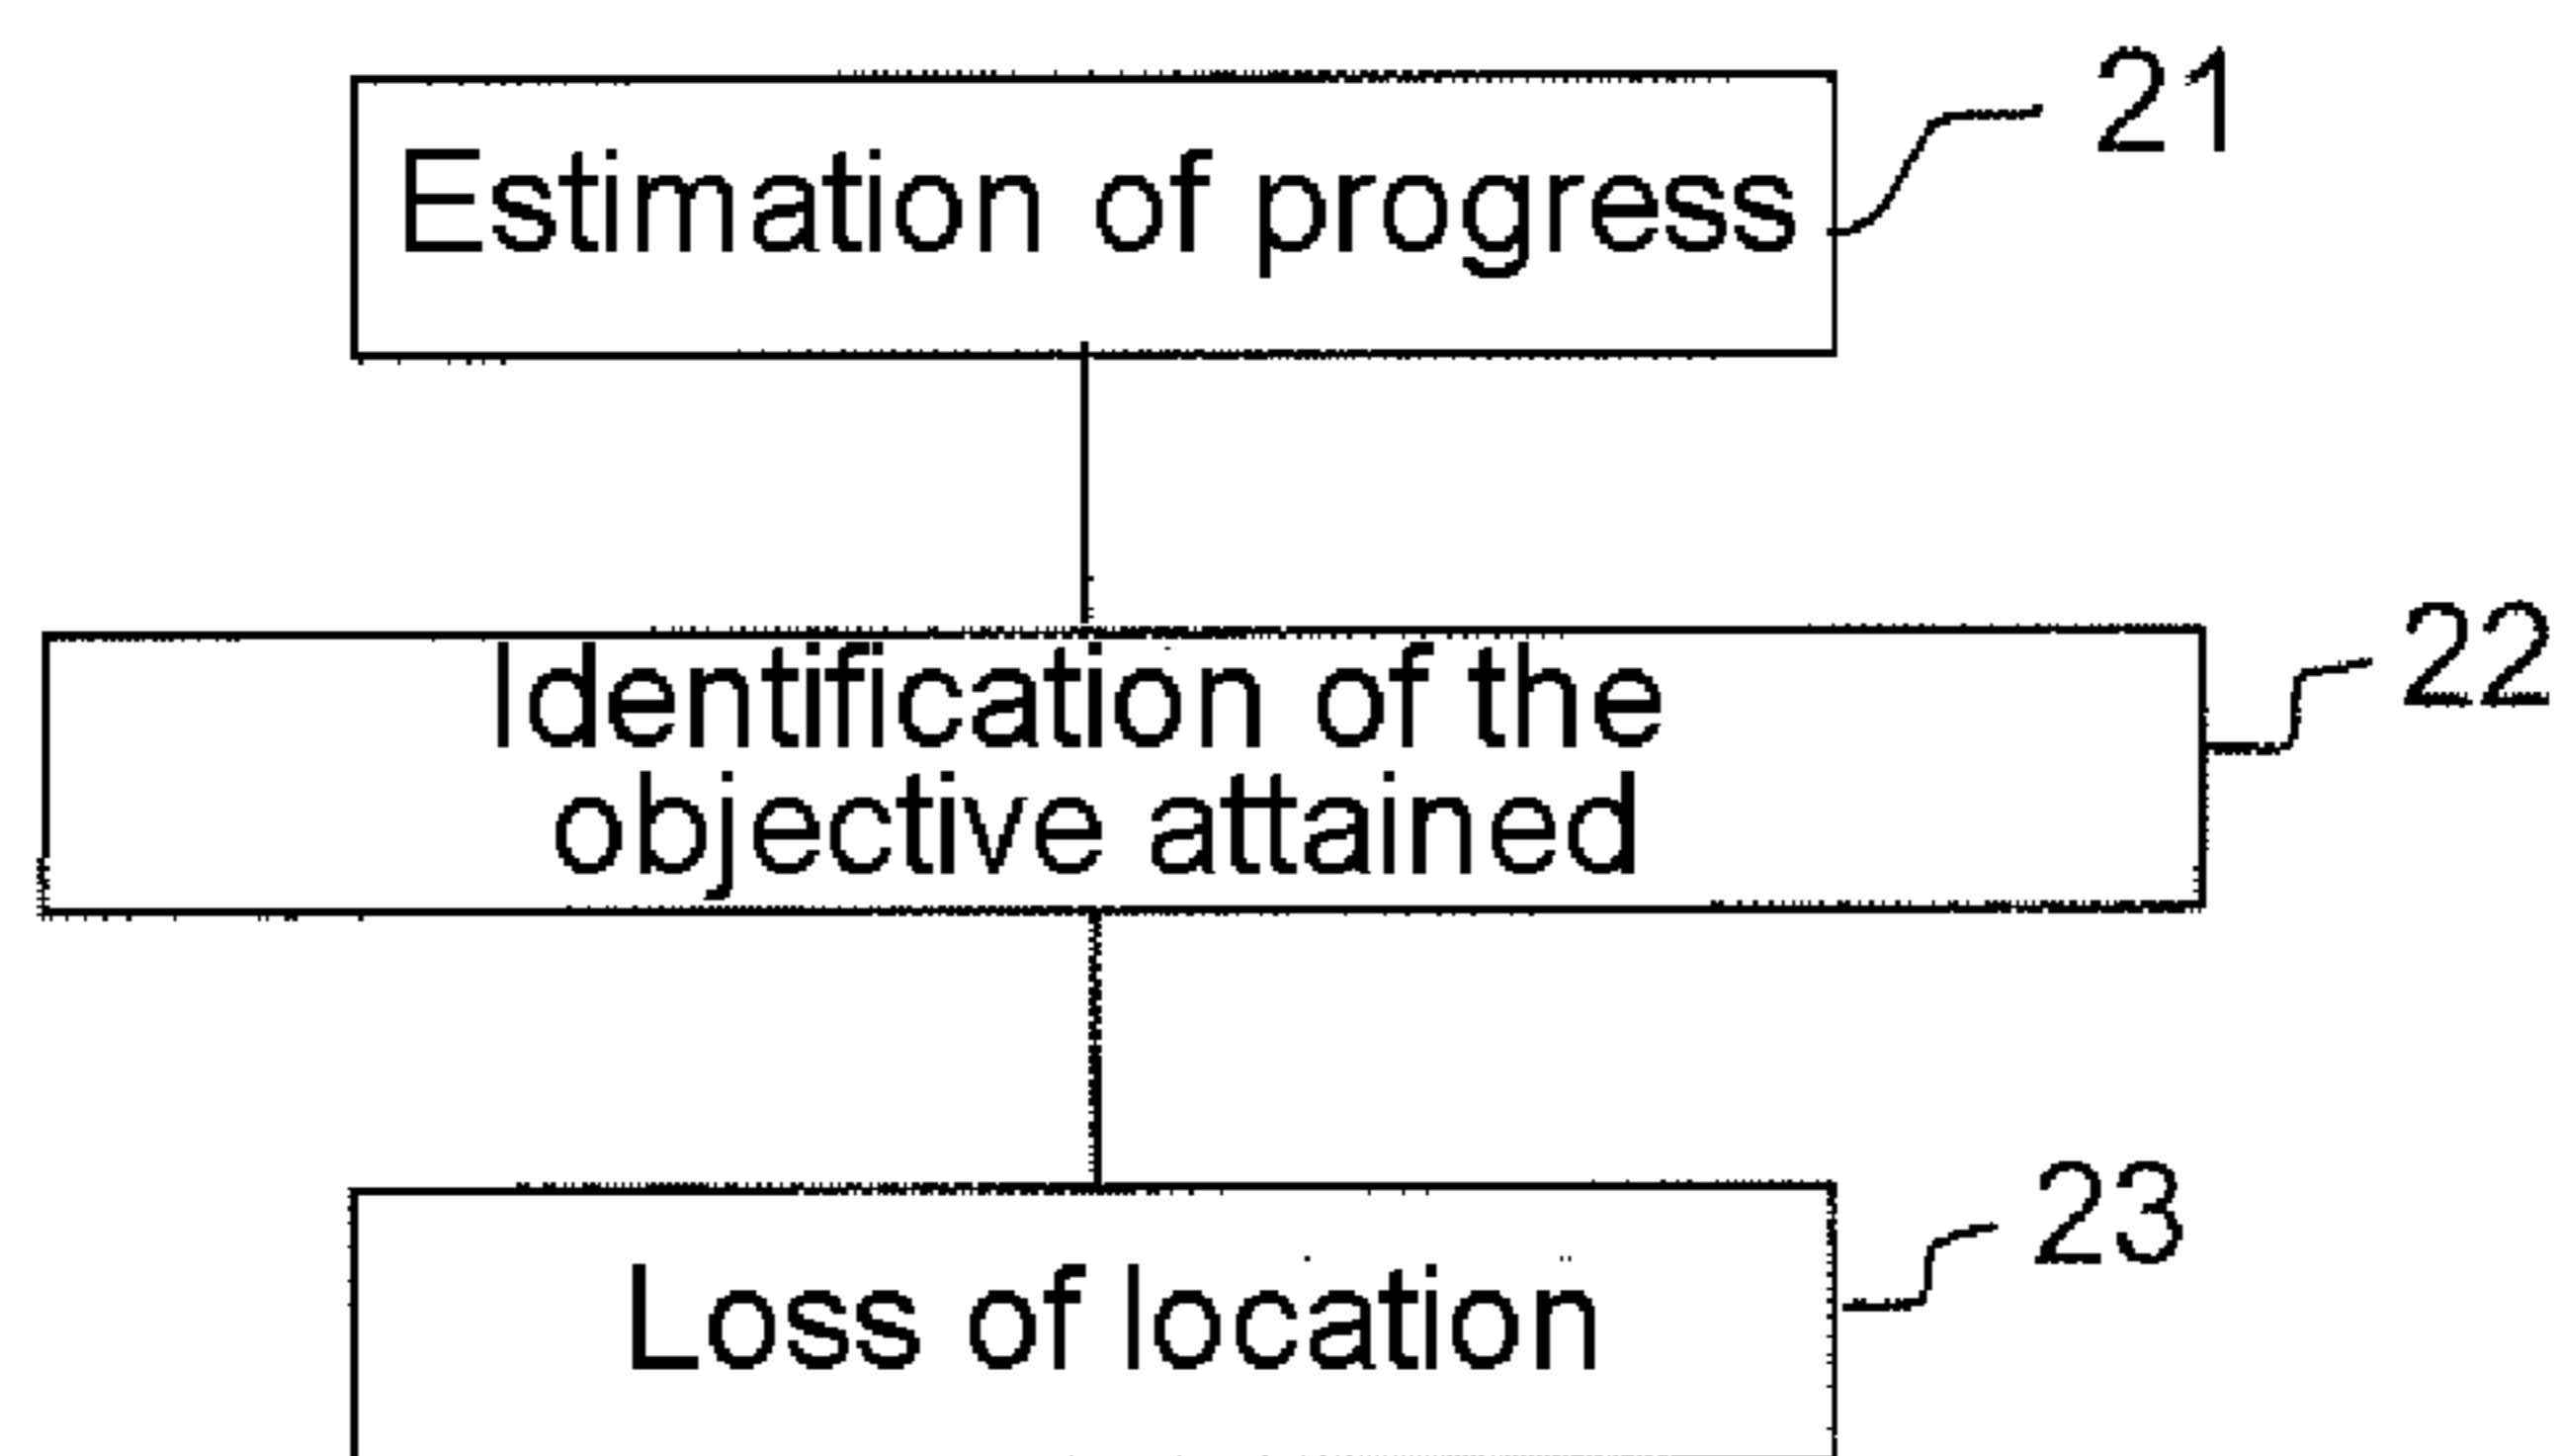 21
Estimation of progress
22
Identification of the
objective attained
23
Loss of location